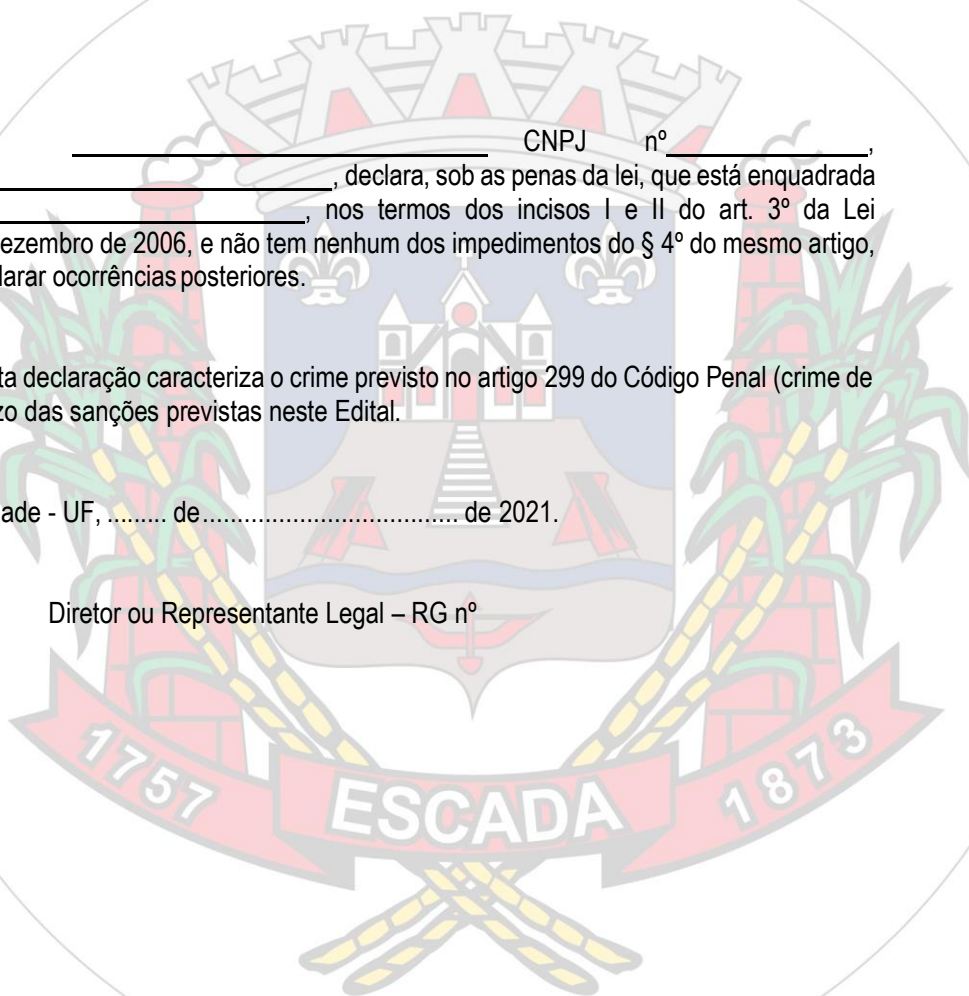 CNPJ nº____________,
____________, declara, sob as penas da lei, que está enquadrada
____________, nos termos dos incisos I e II do art. 3º da Lei
ezembro de 2006, e não tem nenhum dos impedimentos do § 4º do mesmo artigo,
larar ocorrências posteriores.
ta declaração caracteriza o crime previsto no artigo 299 do Código Penal (crime de
zo das sanções previstas neste Edital.
ade - UF, ......... de..................................... de 2021.
Diretor ou Representante Legal – RG nº
1757 ESCADA 1873